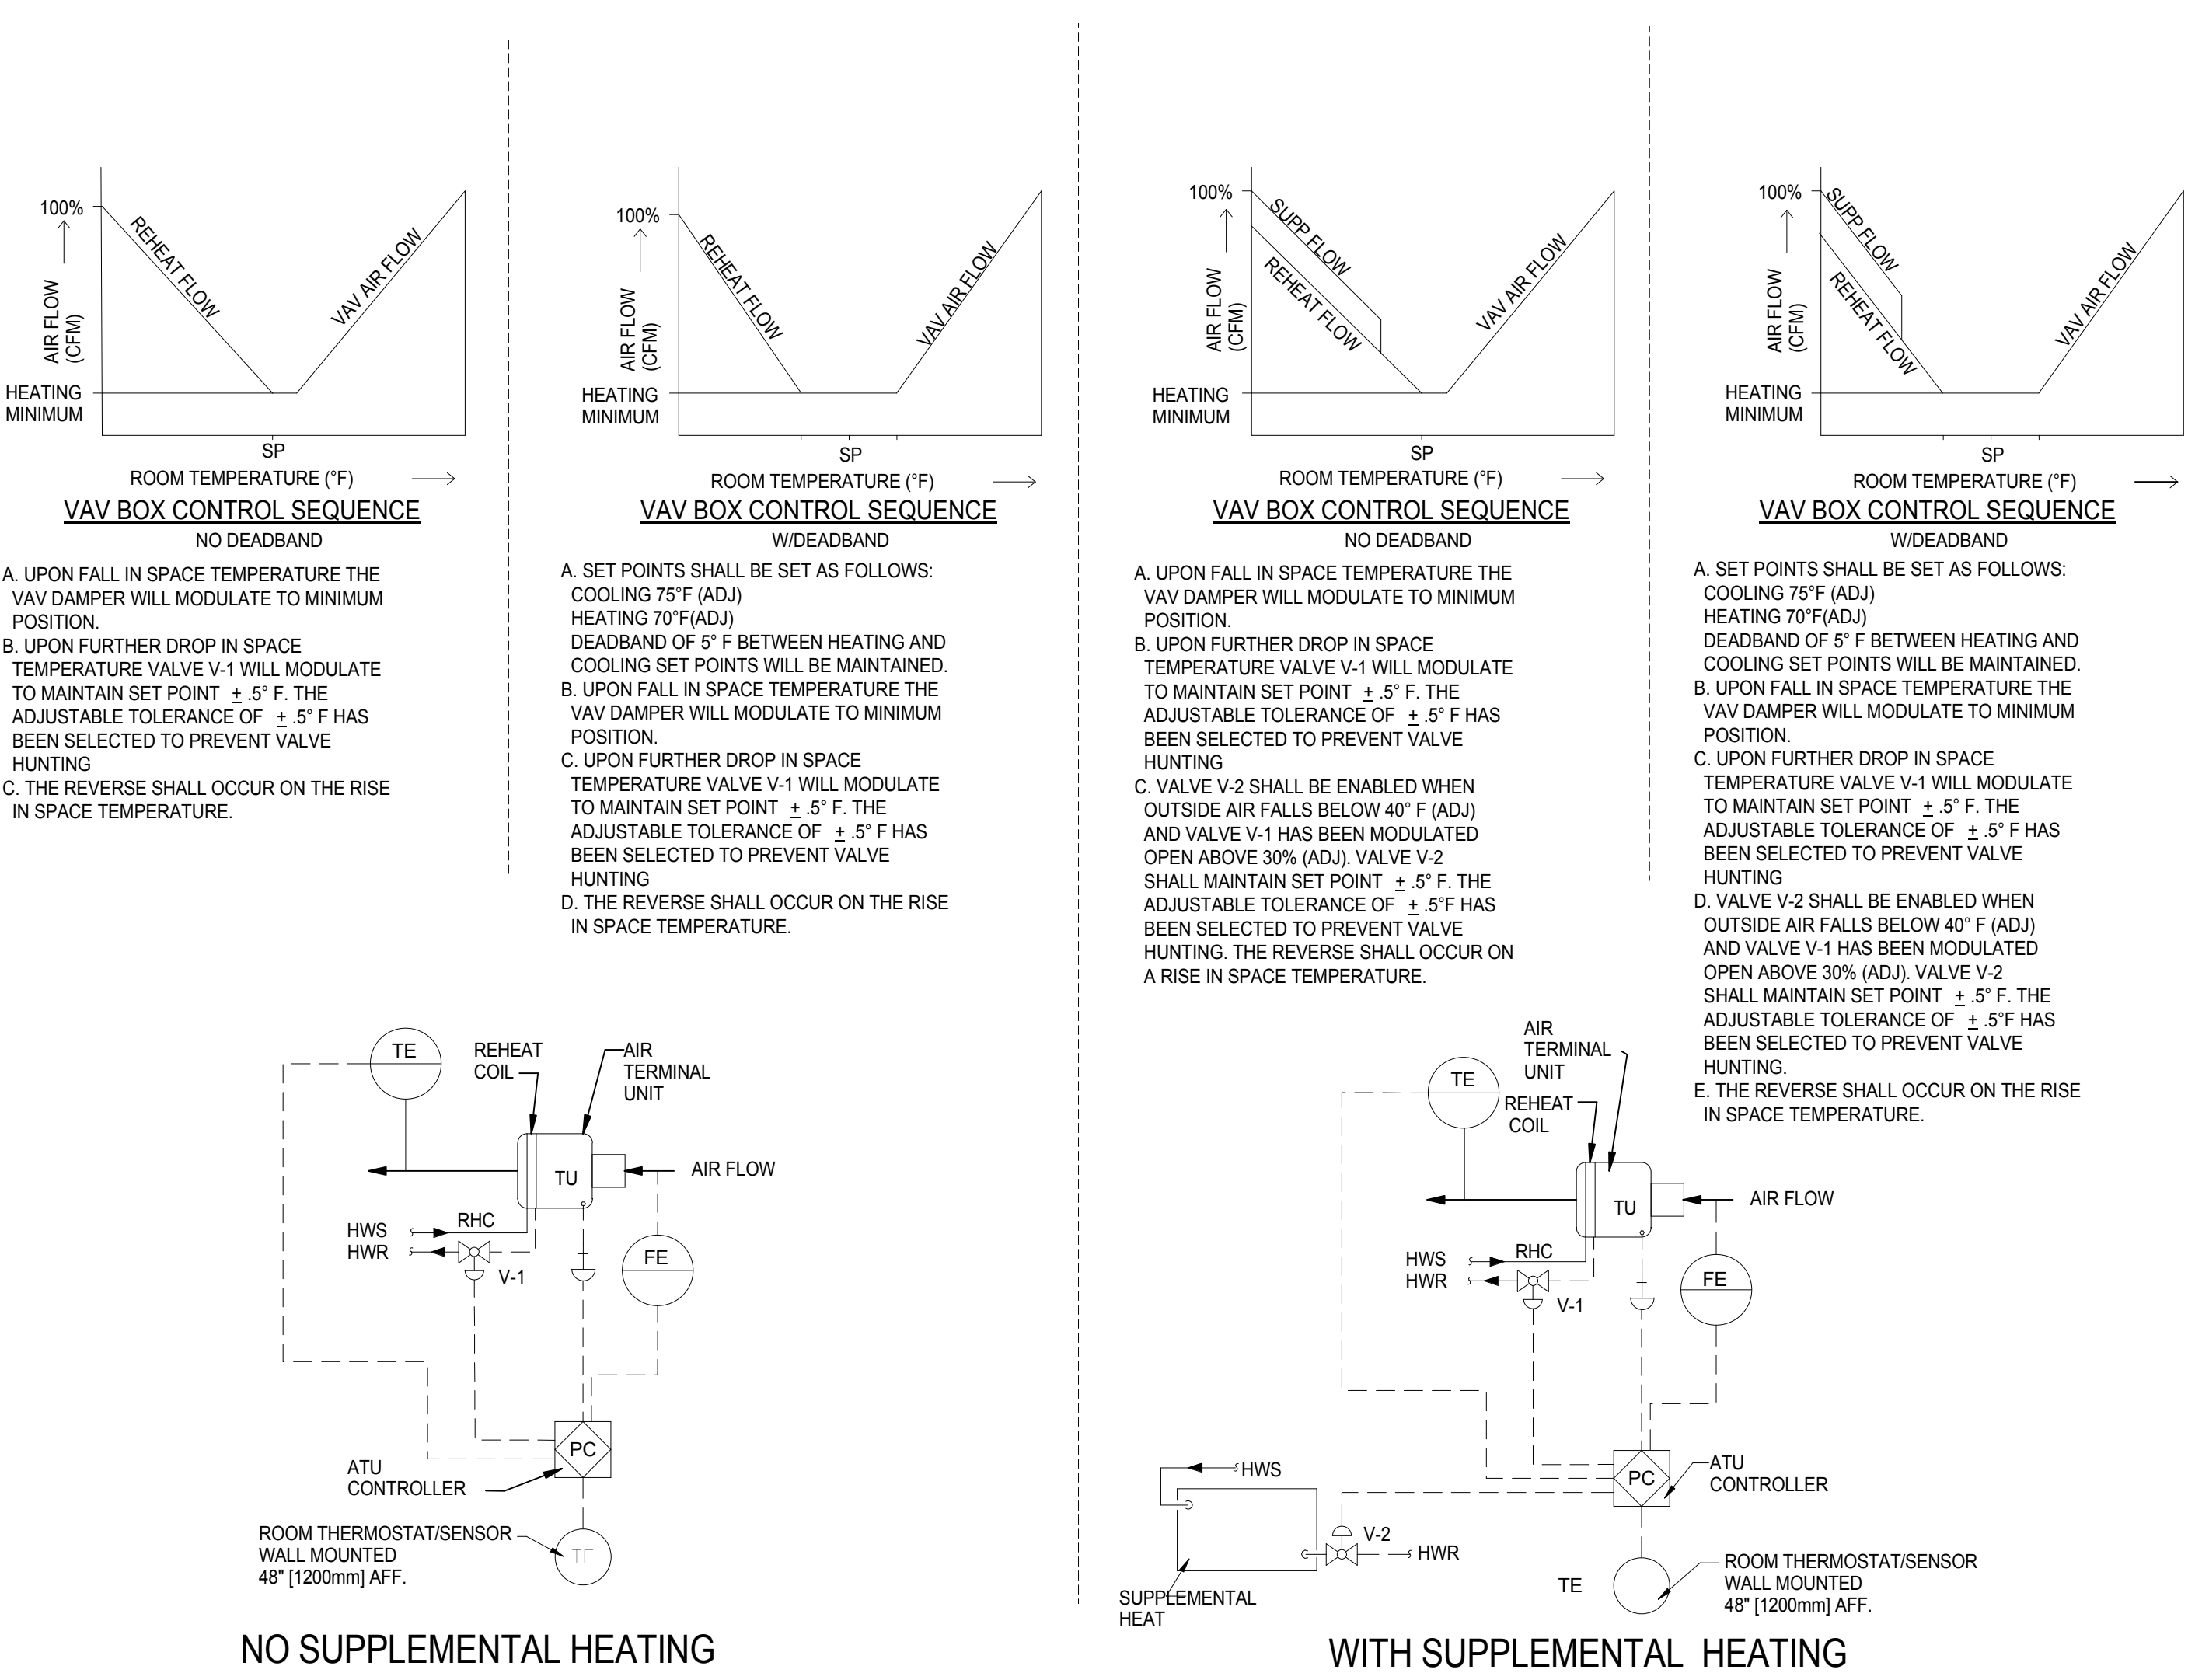 100%
AIR FLOW
(CFM)
REHEAT FLOW
VAV AIR FLOW
HEATING
MINIMUM
SP
ROOM TEMPERATURE (°F)
VAV BOX CONTROL SEQUENCE
NO DEADBAND
A. UPON FALL IN SPACE TEMPERATURE THE
VAV DAMPER WILL MODULATE TO MINIMUM
POSITION.
B. UPON FURTHER DROP IN SPACE
TEMPERATURE VALVE V-1 WILL MODULATE
TO MAINTAIN SET POINT ± .5° F. THE
ADJUSTABLE TOLERANCE OF ± .5° F HAS
BEEN SELECTED TO PREVENT VALVE
HUNTING
C. THE REVERSE SHALL OCCUR ON THE RISE
IN SPACE TEMPERATURE.
100%
AIR FLOW
(CFM)
REHEAT FLOW
VAV AIR FLOW
HEATING
MINIMUM
SP
ROOM TEMPERATURE (°F)
VAV BOX CONTROL SEQUENCE
W/DEADBAND
A. SET POINTS SHALL BE SET AS FOLLOWS:
COOLING 75°F (ADJ)
HEATING 70°F(ADJ)
DEADBAND OF 5° F BETWEEN HEATING AND
COOLING SET POINTS WILL BE MAINTAINED.
B. UPON FALL IN SPACE TEMPERATURE THE
VAV DAMPER WILL MODULATE TO MINIMUM
POSITION.
C. UPON FURTHER DROP IN SPACE
TEMPERATURE VALVE V-1 WILL MODULATE
TO MAINTAIN SET POINT ± .5° F. THE
ADJUSTABLE TOLERANCE OF ± .5° F HAS
BEEN SELECTED TO PREVENT VALVE
HUNTING
D. THE REVERSE SHALL OCCUR ON THE RISE
IN SPACE TEMPERATURE.
TE
REHEAT
COIL
AIR
TERMINAL
UNIT
TU
AIR FLOW
HWS
RHC
HWR
V-1
FE
PC
ATU
CONTROLLER
ROOM THERMOSTAT/SENSOR
WALL MOUNTED
48" [1200mm] AFF.
TE
NO SUPPLEMENTAL HEATING
100%
AIR FLOW
(CFM)
SUPP FLOW
REHEAT FLOW
VAV AIR FLOW
HEATING
MINIMUM
SP
ROOM TEMPERATURE (°F)
VAV BOX CONTROL SEQUENCE
NO DEADBAND
A. UPON FALL IN SPACE TEMPERATURE THE
VAV DAMPER WILL MODULATE TO MINIMUM
POSITION.
B. UPON FURTHER DROP IN SPACE
TEMPERATURE VALVE V-1 WILL MODULATE
TO MAINTAIN SET POINT ± .5° F. THE
ADJUSTABLE TOLERANCE OF ± .5° F HAS
BEEN SELECTED TO PREVENT VALVE
HUNTING
C. VALVE V-2 SHALL BE ENABLED WHEN
OUTSIDE AIR FALLS BELOW 40° F (ADJ)
AND VALVE V-1 HAS BEEN MODULATED
OPEN ABOVE 30% (ADJ). VALVE V-2
SHALL MAINTAIN SET POINT ± .5° F. THE
ADJUSTABLE TOLERANCE OF ± .5°F HAS
BEEN SELECTED TO PREVENT VALVE
HUNTING. THE REVERSE SHALL OCCUR ON
A RISE IN SPACE TEMPERATURE.
100%
AIR FLOW
(CFM)
SUPP FLOW
REHEAT FLOW
VAV AIR FLOW
HEATING
MINIMUM
SP
ROOM TEMPERATURE (°F)
VAV BOX CONTROL SEQUENCE
W/DEADBAND
A. SET POINTS SHALL BE SET AS FOLLOWS:
COOLING 75°F (ADJ)
HEATING 70°F(ADJ)
DEADBAND OF 5° F BETWEEN HEATING AND
COOLING SET POINTS WILL BE MAINTAINED.
B. UPON FALL IN SPACE TEMPERATURE THE
VAV DAMPER WILL MODULATE TO MINIMUM
POSITION.
C. UPON FURTHER DROP IN SPACE
TEMPERATURE VALVE V-1 WILL MODULATE
TO MAINTAIN SET POINT ± .5° F. THE
ADJUSTABLE TOLERANCE OF ± .5° F HAS
BEEN SELECTED TO PREVENT VALVE
HUNTING
D. VALVE V-2 SHALL BE ENABLED WHEN
OUTSIDE AIR FALLS BELOW 40° F (ADJ)
AND VALVE V-1 HAS BEEN MODULATED
OPEN ABOVE 30% (ADJ). VALVE V-2
SHALL MAINTAIN SET POINT ± .5° F. THE
ADJUSTABLE TOLERANCE OF ± .5°F HAS
BEEN SELECTED TO PREVENT VALVE
HUNTING.
E. THE REVERSE SHALL OCCUR ON THE RISE
IN SPACE TEMPERATURE.
AIR
TERMINAL
UNIT
TE
REHEAT
COIL
TU
AIR FLOW
HWS
RHC
HWR
V-1
FE
PC
ATU
CONTROLLER
HWS
V-2
HWR
SUPPLEMENTAL
HEAT
TE
ROOM THERMOSTAT/SENSOR
WALL MOUNTED
48" [1200mm] AFF.
WITH SUPPLEMENTAL HEATING